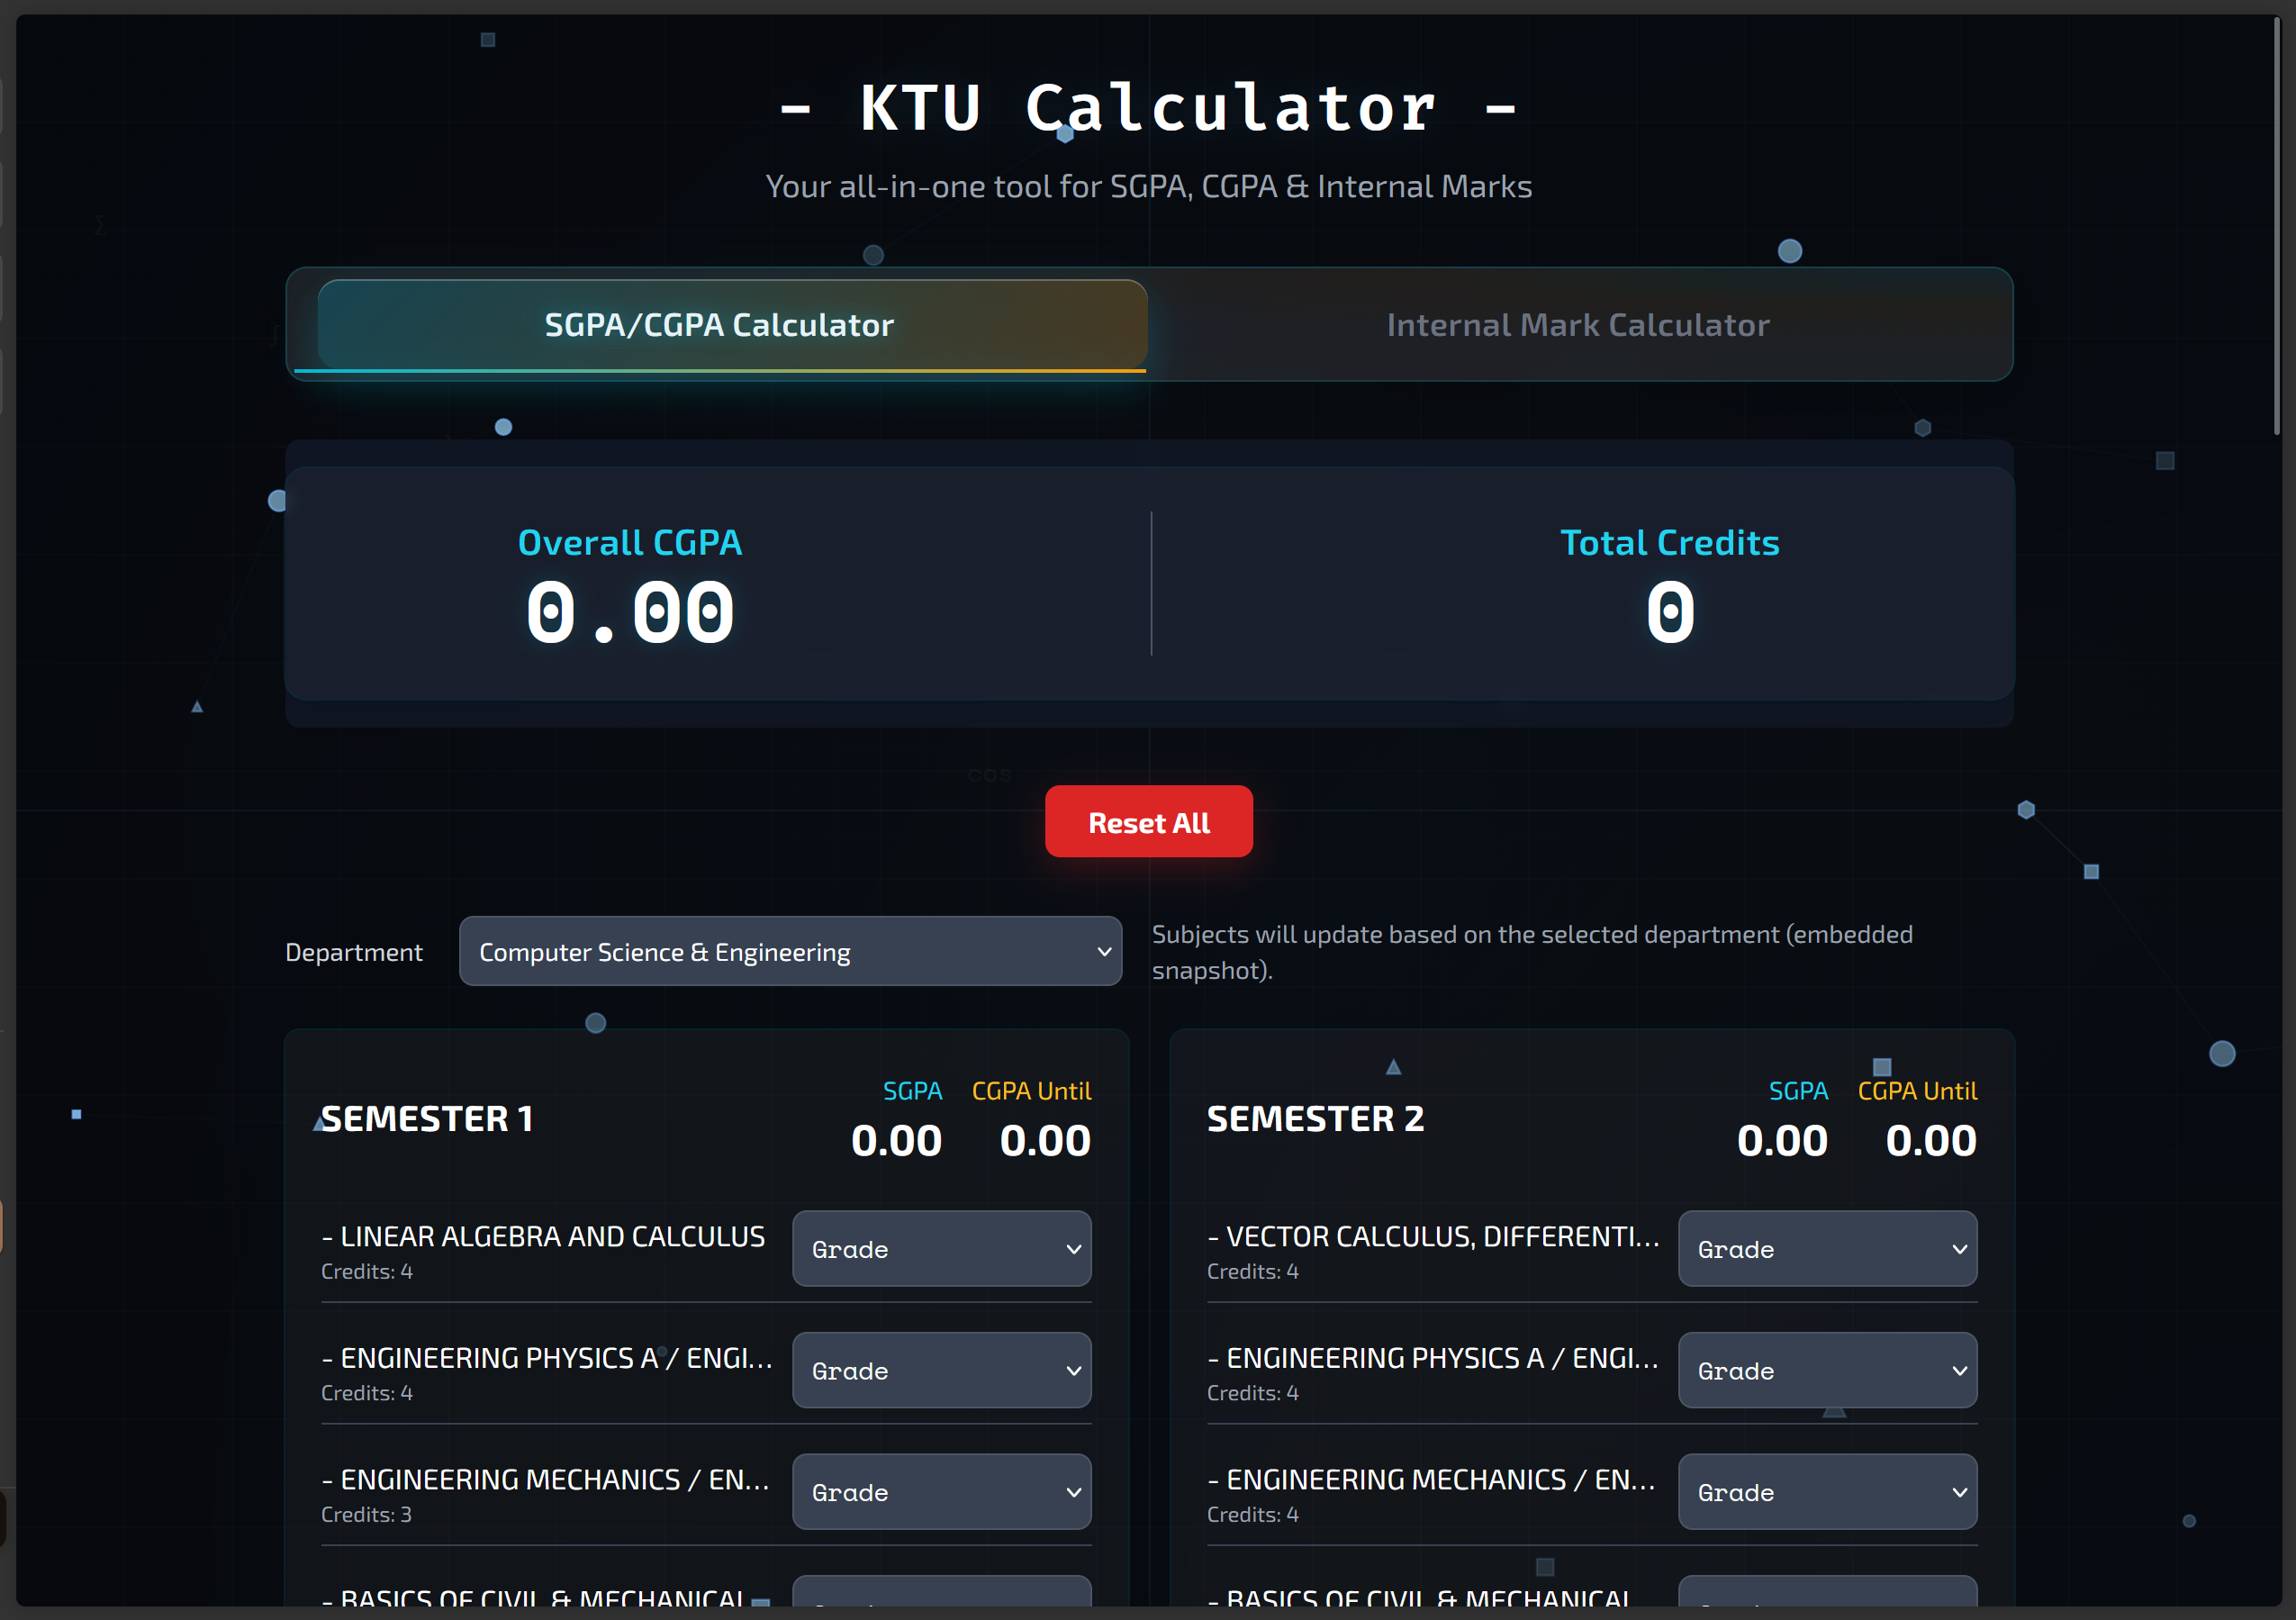 - KTU Calculator -
Your all-in-one tool for SGPA, CGPA & Internal Marks
Σ
SGPA/CGPA Calculator
Internal Mark Calculator
Overall CGPA
0.00
Total Credits
0
cos
Reset All
Department
Computer Science & Engineering
Subjects will update based on the selected department (embedded
snapshot).
SEMESTER 1
SGPA
0.00
CGPA Until
0.00
- LINEAR ALGEBRA AND CALCULUS
Credits: 4
Grade
- ENGINEERING PHYSICS A / ENGI...
Credits: 4
Grade
- ENGINEERING MECHANICS / EN...
Credits: 3
Grade
- BASICS OF CIVIL & MECHANICAL
SEMESTER 2
SGPA
0.00
CGPA Until
0.00
- VECTOR CALCULUS, DIFFERENTI...
Credits: 4
Grade
- ENGINEERING PHYSICS A / ENGI...
Credits: 4
Grade
- ENGINEERING MECHANICS / EN...
Credits: 4
Grade
- BASICS OF CIVIL & MECHANICAL